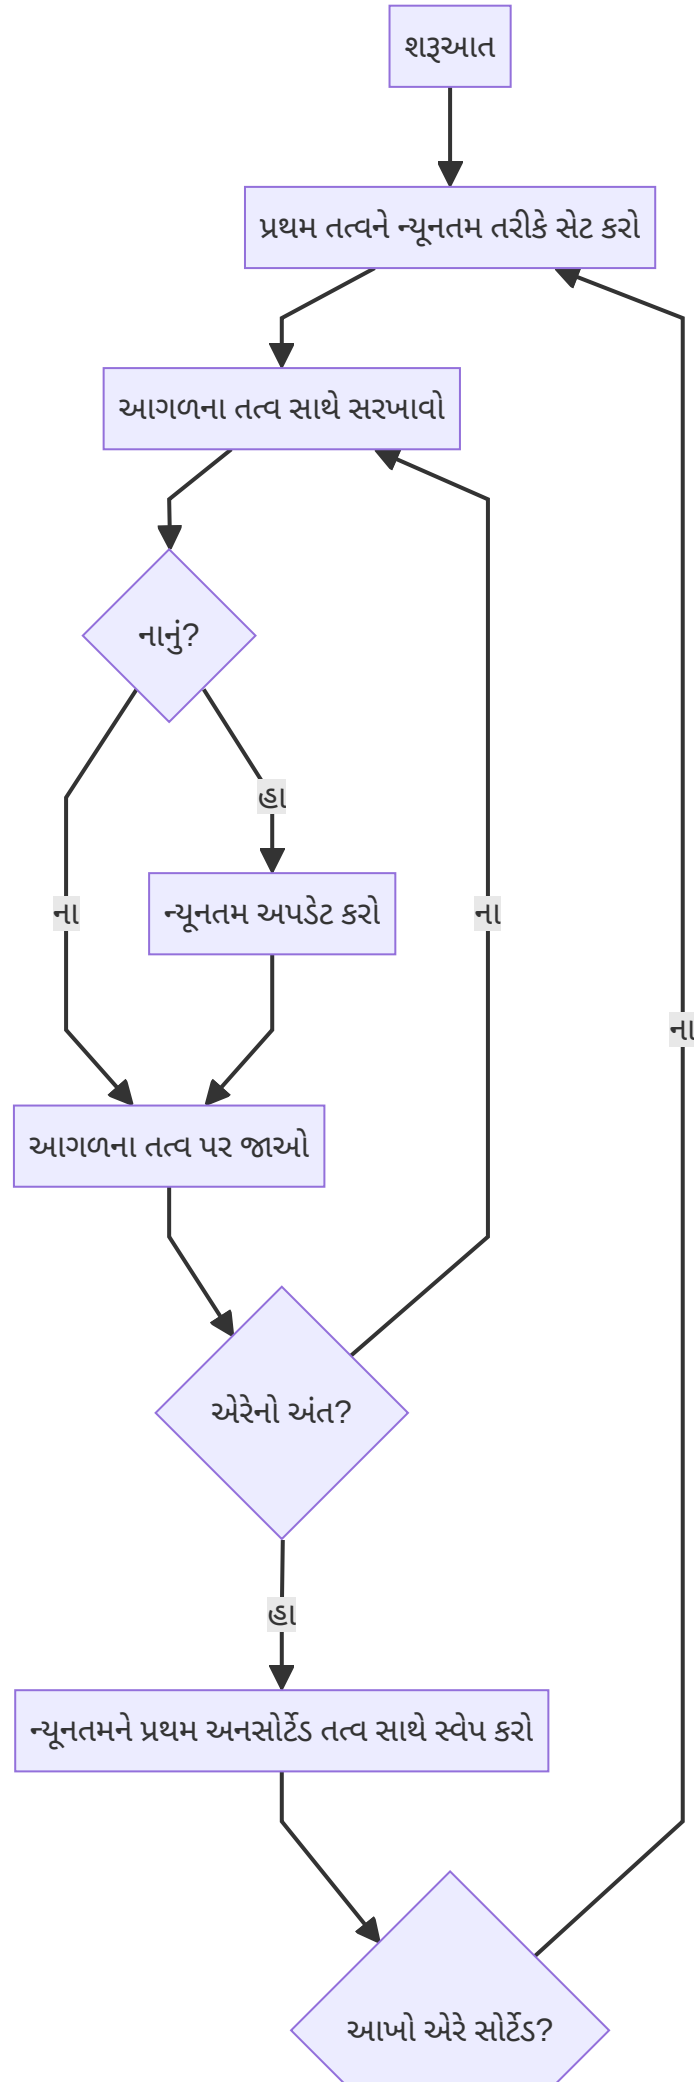 શરૂઆત
પ્રથમ તત્વને ન્યૂનતમ તરીકે સેટ કરો
આગળના તત્વ સાથે સરખાવો
નાનું?
હા
ના
ન્યૂનતમ અપડેટ કરો
ના
ના
આગળના તત્વ પર જાઓ
એરેનો અંત?
હા
ન્યૂનતમને પ્રથમ અનસોર્ટેડ તત્વ સાથે સ્વેપ કરો
આખો એરે સોર્ટેડ?